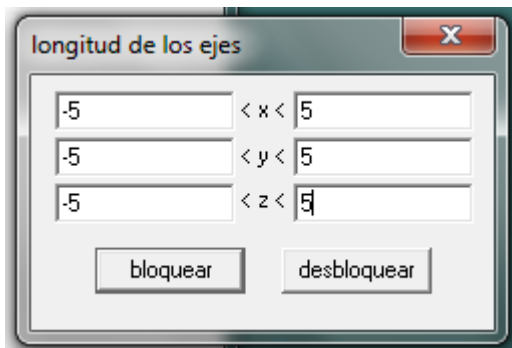 longitud de los ejes
-5 < x < 5
-5 < y < 5
-5 < z < 5
bloquear desbloquear